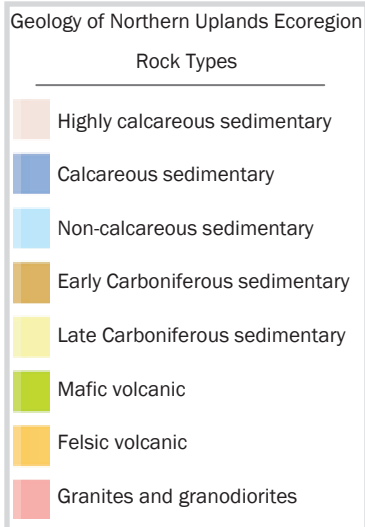 Geology of Northern Uplands Ecoregion
Rock Types
Highly calcareous sedimentary
Calcareous sedimentary
Non-calcareous sedimentary
Early Carboniferous sedimentary
Late Carboniferous sedimentary
Mafic volcanic
Felsic volcanic
Granites and granodiorites